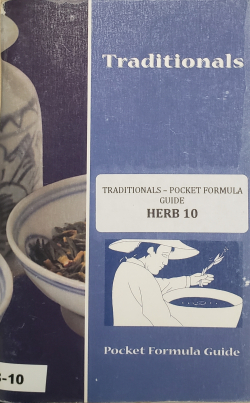 Traditionals
TRADITIONALS – POCKET FORMULA
GUIDE
HERB 10
Pocket Formula Guide
-10